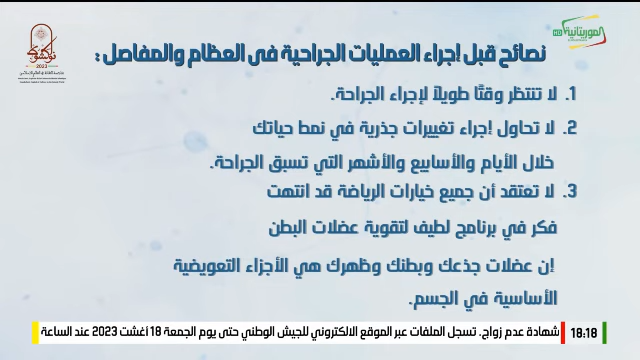 الموريتانية
HD
نواكشوط
2023
نصائح قبل إجراء العمليات الجراحية في العظام والمفاصل :
1. لا تنتظر وقتًا طويلاً لإجراء الجراحة.
2. لا تحاول إجراء تغييرات جذرية في نمط حياتك
خلال الأيام والأسابيع والأشهر التي تسبق الجراحة.
3. لا تعتقد أن جميع خيارات الرياضة قد انتهت
فكر في برنامج لطيف لتقوية عضلات البطن
إن عضلات جذعك وبطنك وظهرك هي الأجزاء التعويضية
الأساسية في الجسم.
18:18 شهادة عدم زواج. تسجل الملفات عبر الموقع الالكتروني للجيش الوطني حتى يوم الجمعة 18 أغشت 2023 عند الساعة